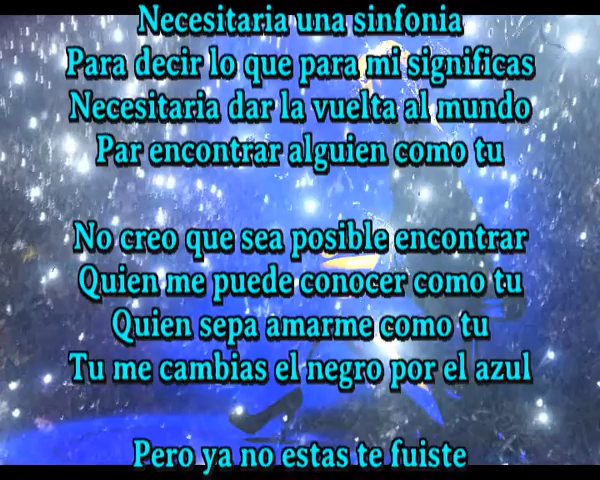 Necesitaria una sinfonia
Para decir lo que para mi significas
Necesitaria dar la vuelta al mundo
Par encontrar alguien como tu
No creo que sea posible encontrar
Quien me puede conocer como tu
Quien sepa amarme como tu
Tu me cambias el negro por el azul
Pero ya no estas te fuiste